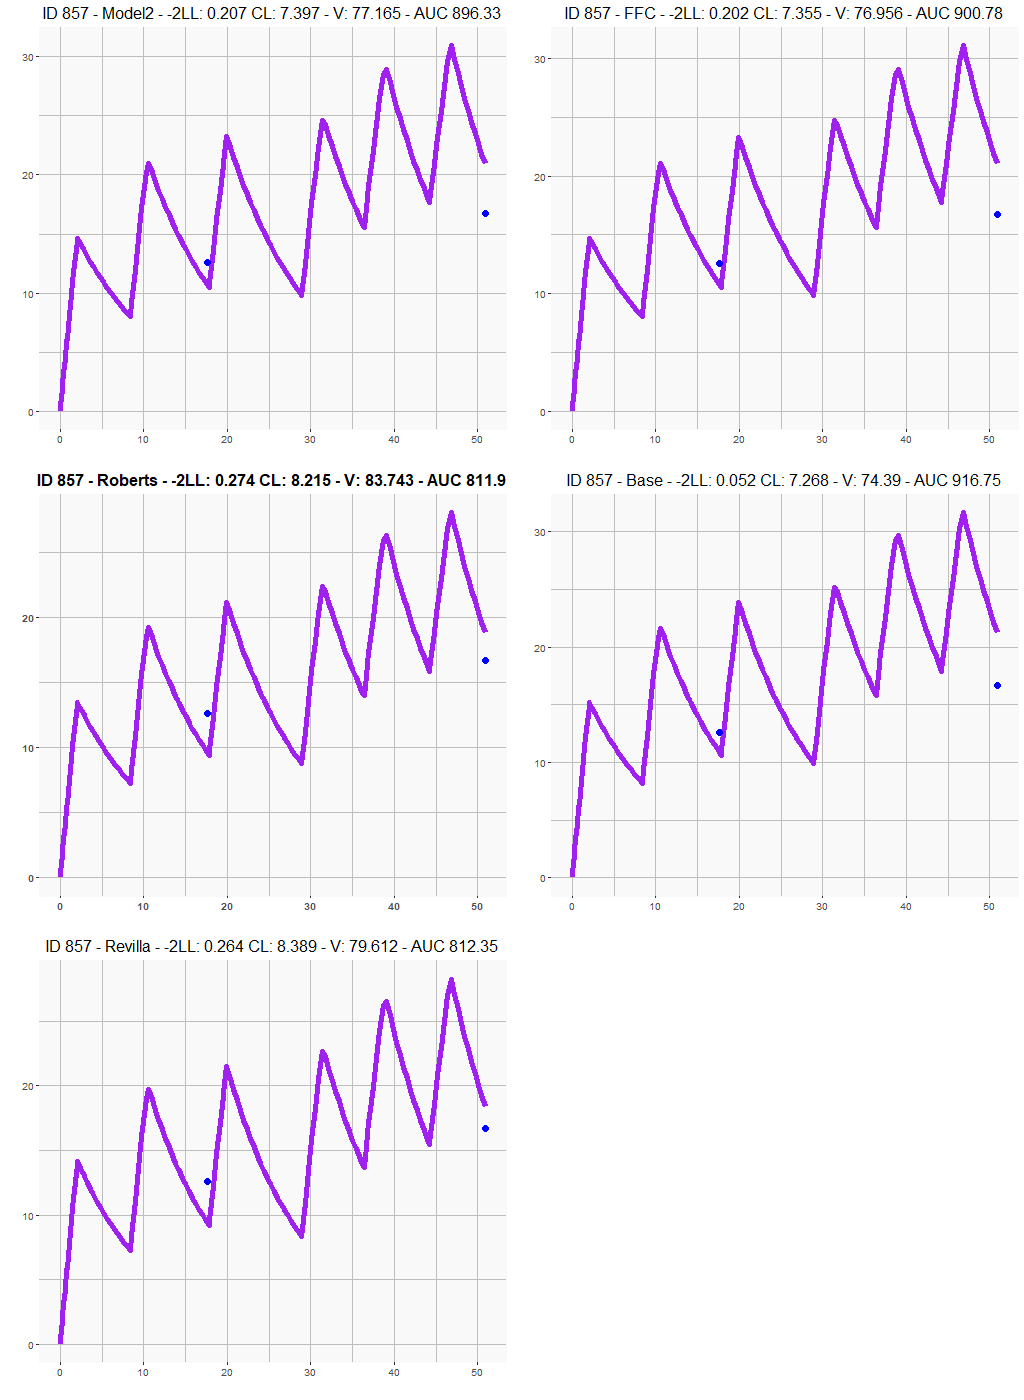 ID 857 - Model2 - -2LL: 0.207 CL: 7.397 - V: 77.165 - AUC 896.33
30
20
10
0
0 10 20 30 40 50
ID 857 - FFC - -2LL: 0.202 CL: 7.355 - V: 76.956 - AUC 900.78
30
20
10
0
0 10 20 30 40 50
ID 857 - Roberts - -2LL: 0.274 CL: 8.215 - V: 83.743 - AUC 811.9
20
10
0
0 10 20 30 40 50
ID 857 - Base - -2LL: 0.052 CL: 7.268 - V: 74.39 - AUC 916.75
30
20
10
0
0 10 20 30 40 50
ID 857 - Revilla - -2LL: 0.264 CL: 8.389 - V: 79.612 - AUC 812.35
20
10
0
0 10 20 30 40 50